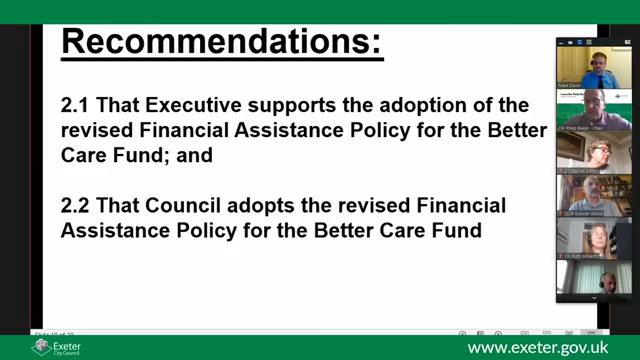 Recommendations:
2.1 That Executive supports the adoption of the
revised Financial Assistance Policy for the Better
Care Fund; and
2.2 That Council adopts the revised Financial
Assistance Policy for the Better Care Fund
Exeter
City Council
www.exeter.gov.uk